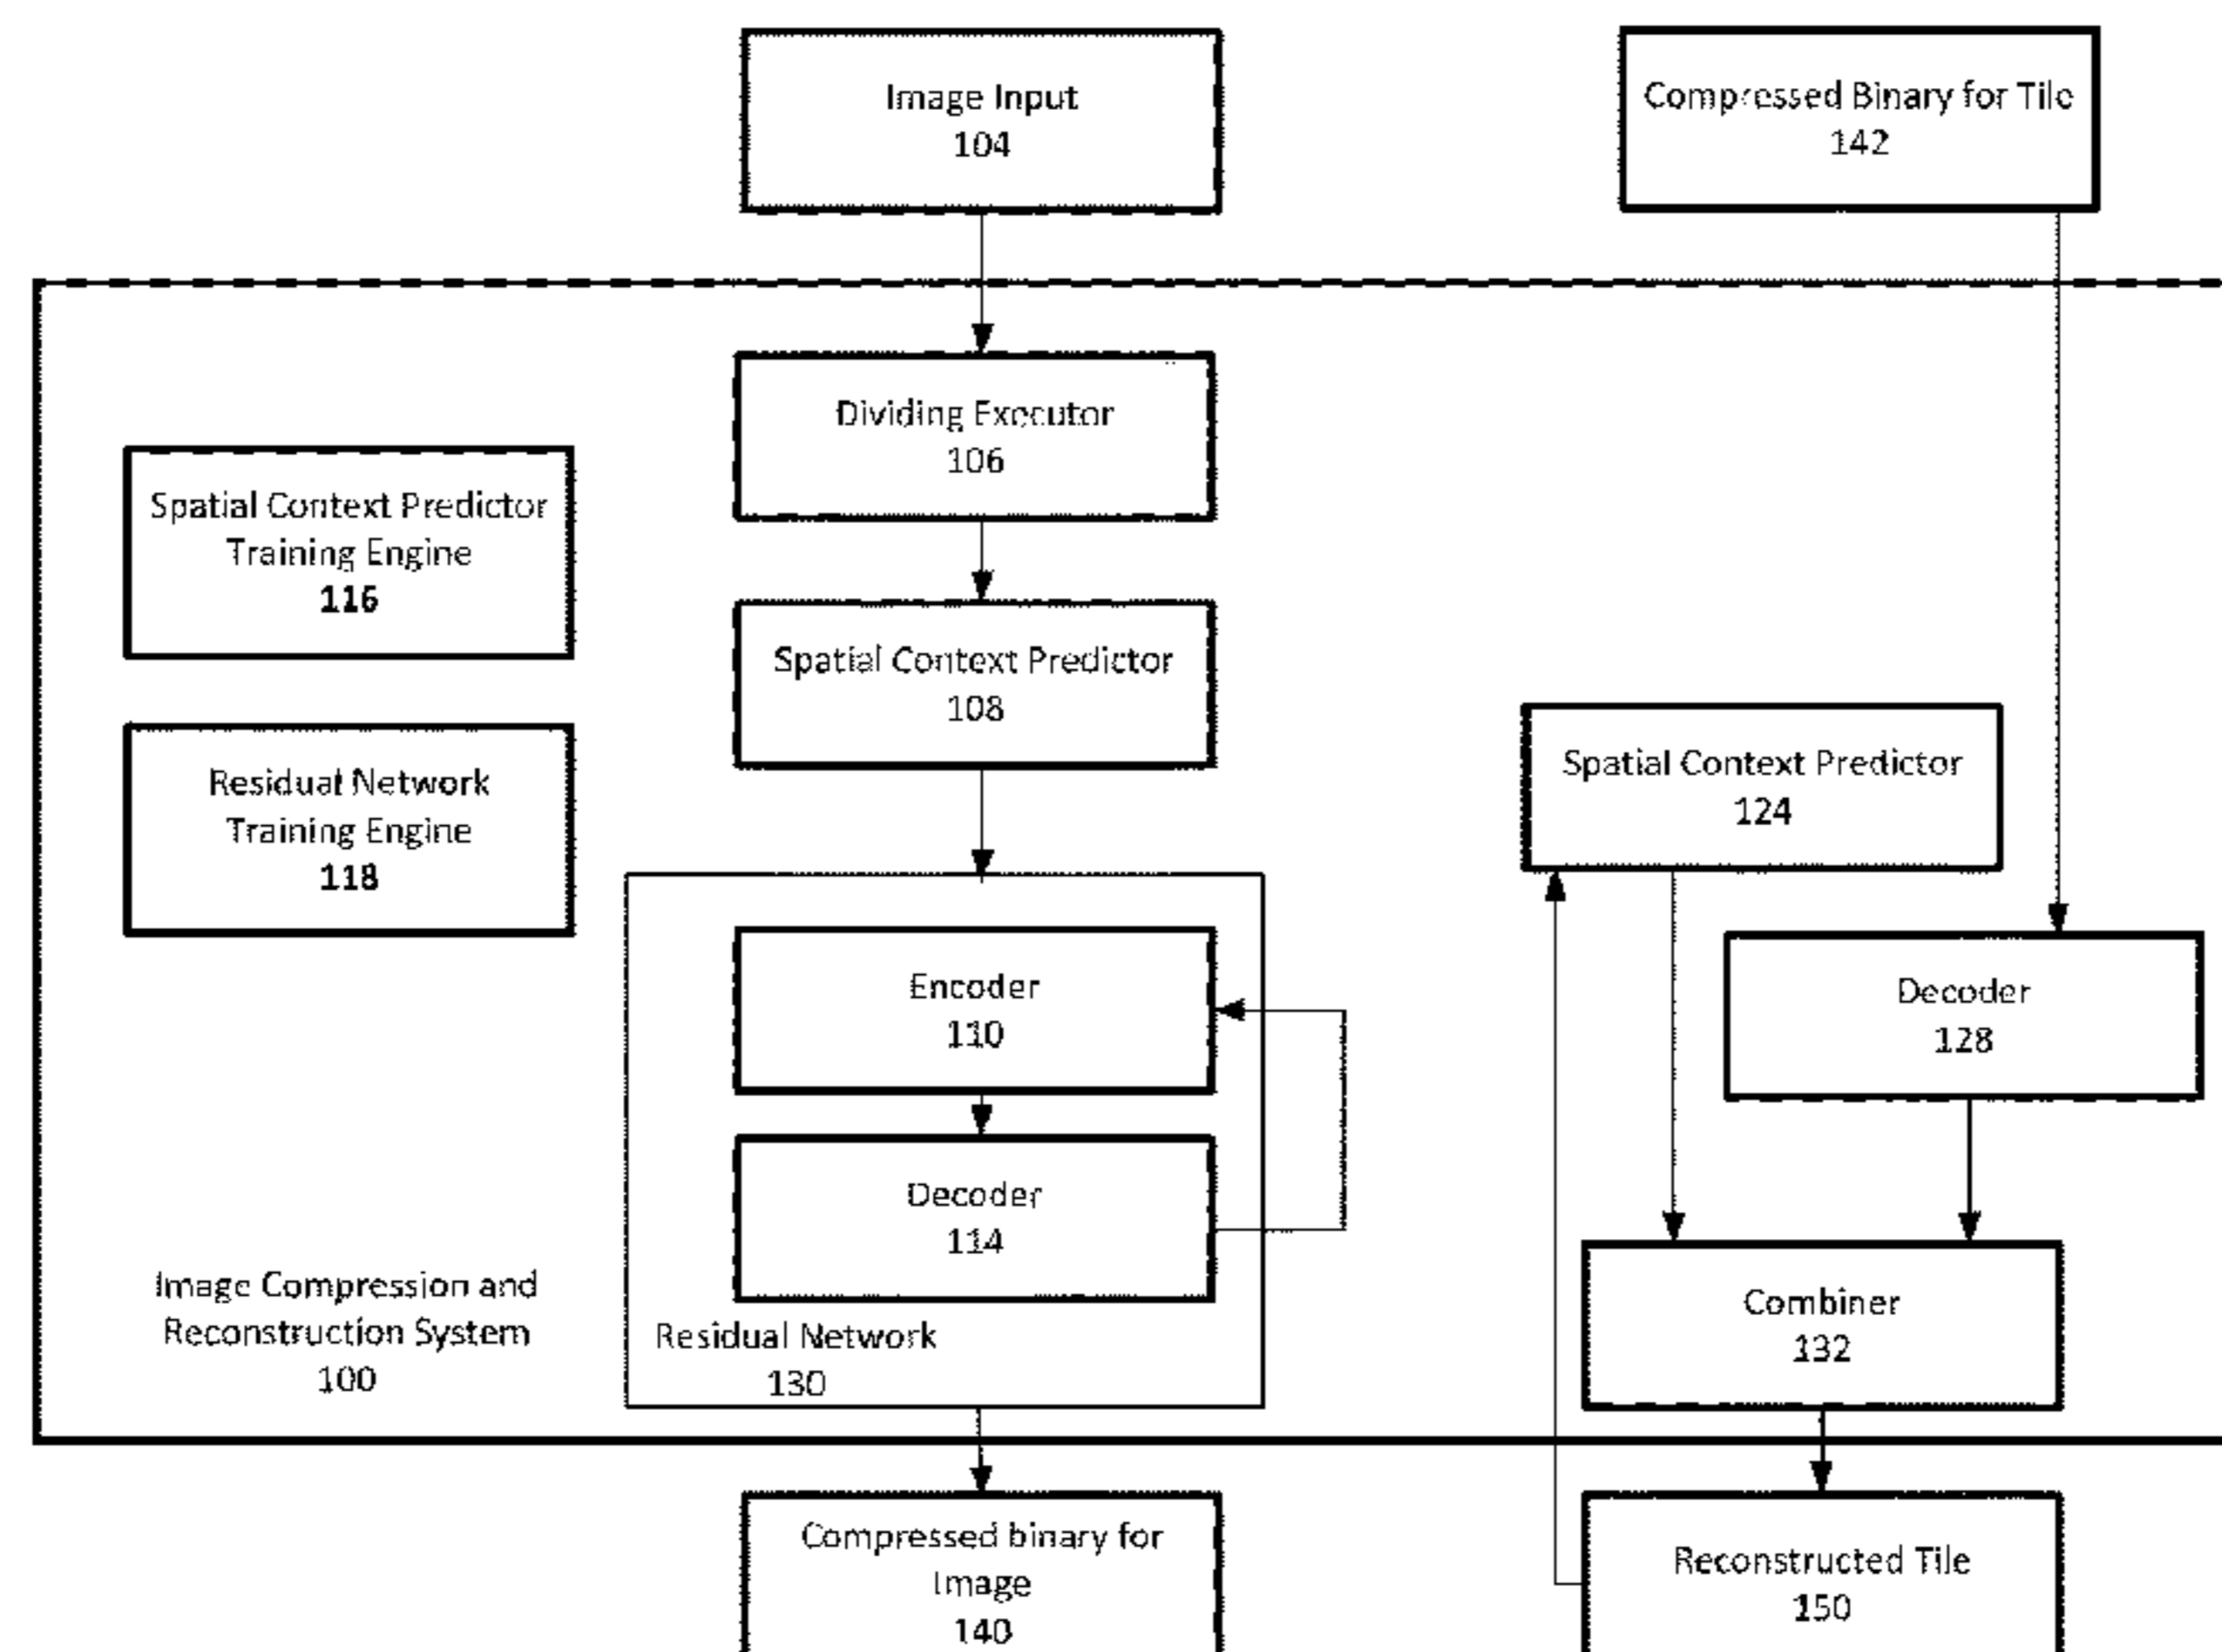 Image Input
104
Compressed Binary for Tile
142
Dividing Executor
106
Spatial Context Predictor
Training Engine
116
Spatial Context Predictor
108
Residual Network
Training Engine
118
Spatial Context Predictor
124
Encoder
110
Decoder
128
Decoder
114
Image Compression and
Reconstruction System
100
Residual Network
130
Combiner
132
Compressed binary for
Image
140
Reconstructed Tile
150